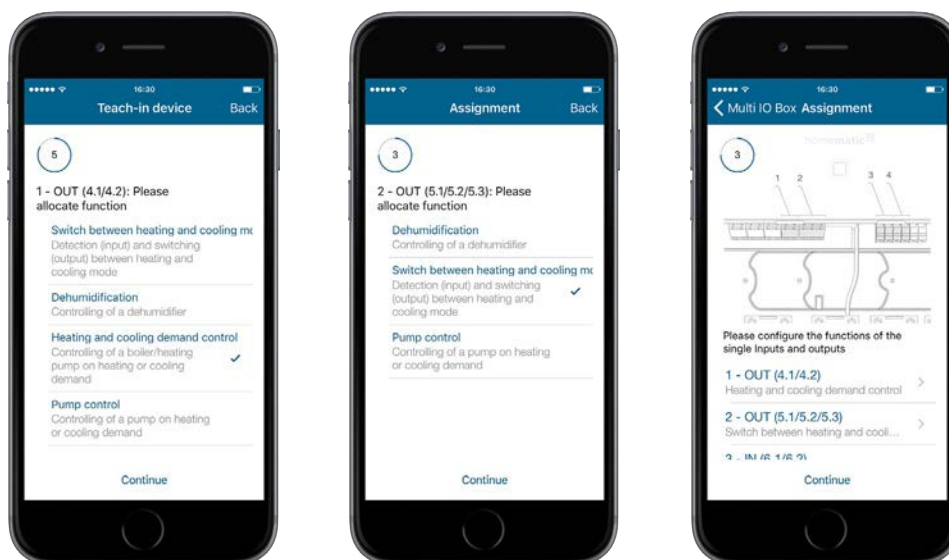 16:30
Teach-in device
Back
5
1 - OUT (4.1/4.2): Please
allocate function
Switch between heating and cooling mo
Detection (input) and switching
(output) between heating and
cooling mode
Dehumidification
Controlling of a dehumidifier
Heating and cooling demand control
Controlling of a boiler/heating
pump on heating or cooling
demand
Pump control
Controlling of a pump on heating
or cooling demand
Continue
16:30
Assignment
Back
3
2 - OUT (5.1/5.2/5.3): Please
allocate function
Dehumidification
Controlling of a dehumidifier
Switch between heating and cooling mo
Detection (input) and switching
(output) between heating and
cooling mode
Pump control
Controlling of a pump on heating
or cooling demand
Continue
16:30
Multi IO Box Assignment
3
homematic IP
1 2 3 4
Please configure the functions of the
single Inputs and outputs
1 - OUT (4.1/4.2)
Heating and cooling demand control
2 - OUT (5.1/5.2/5.3)
Switch between heating and cooli...
3 - IN (6.1/6.2)
Continue